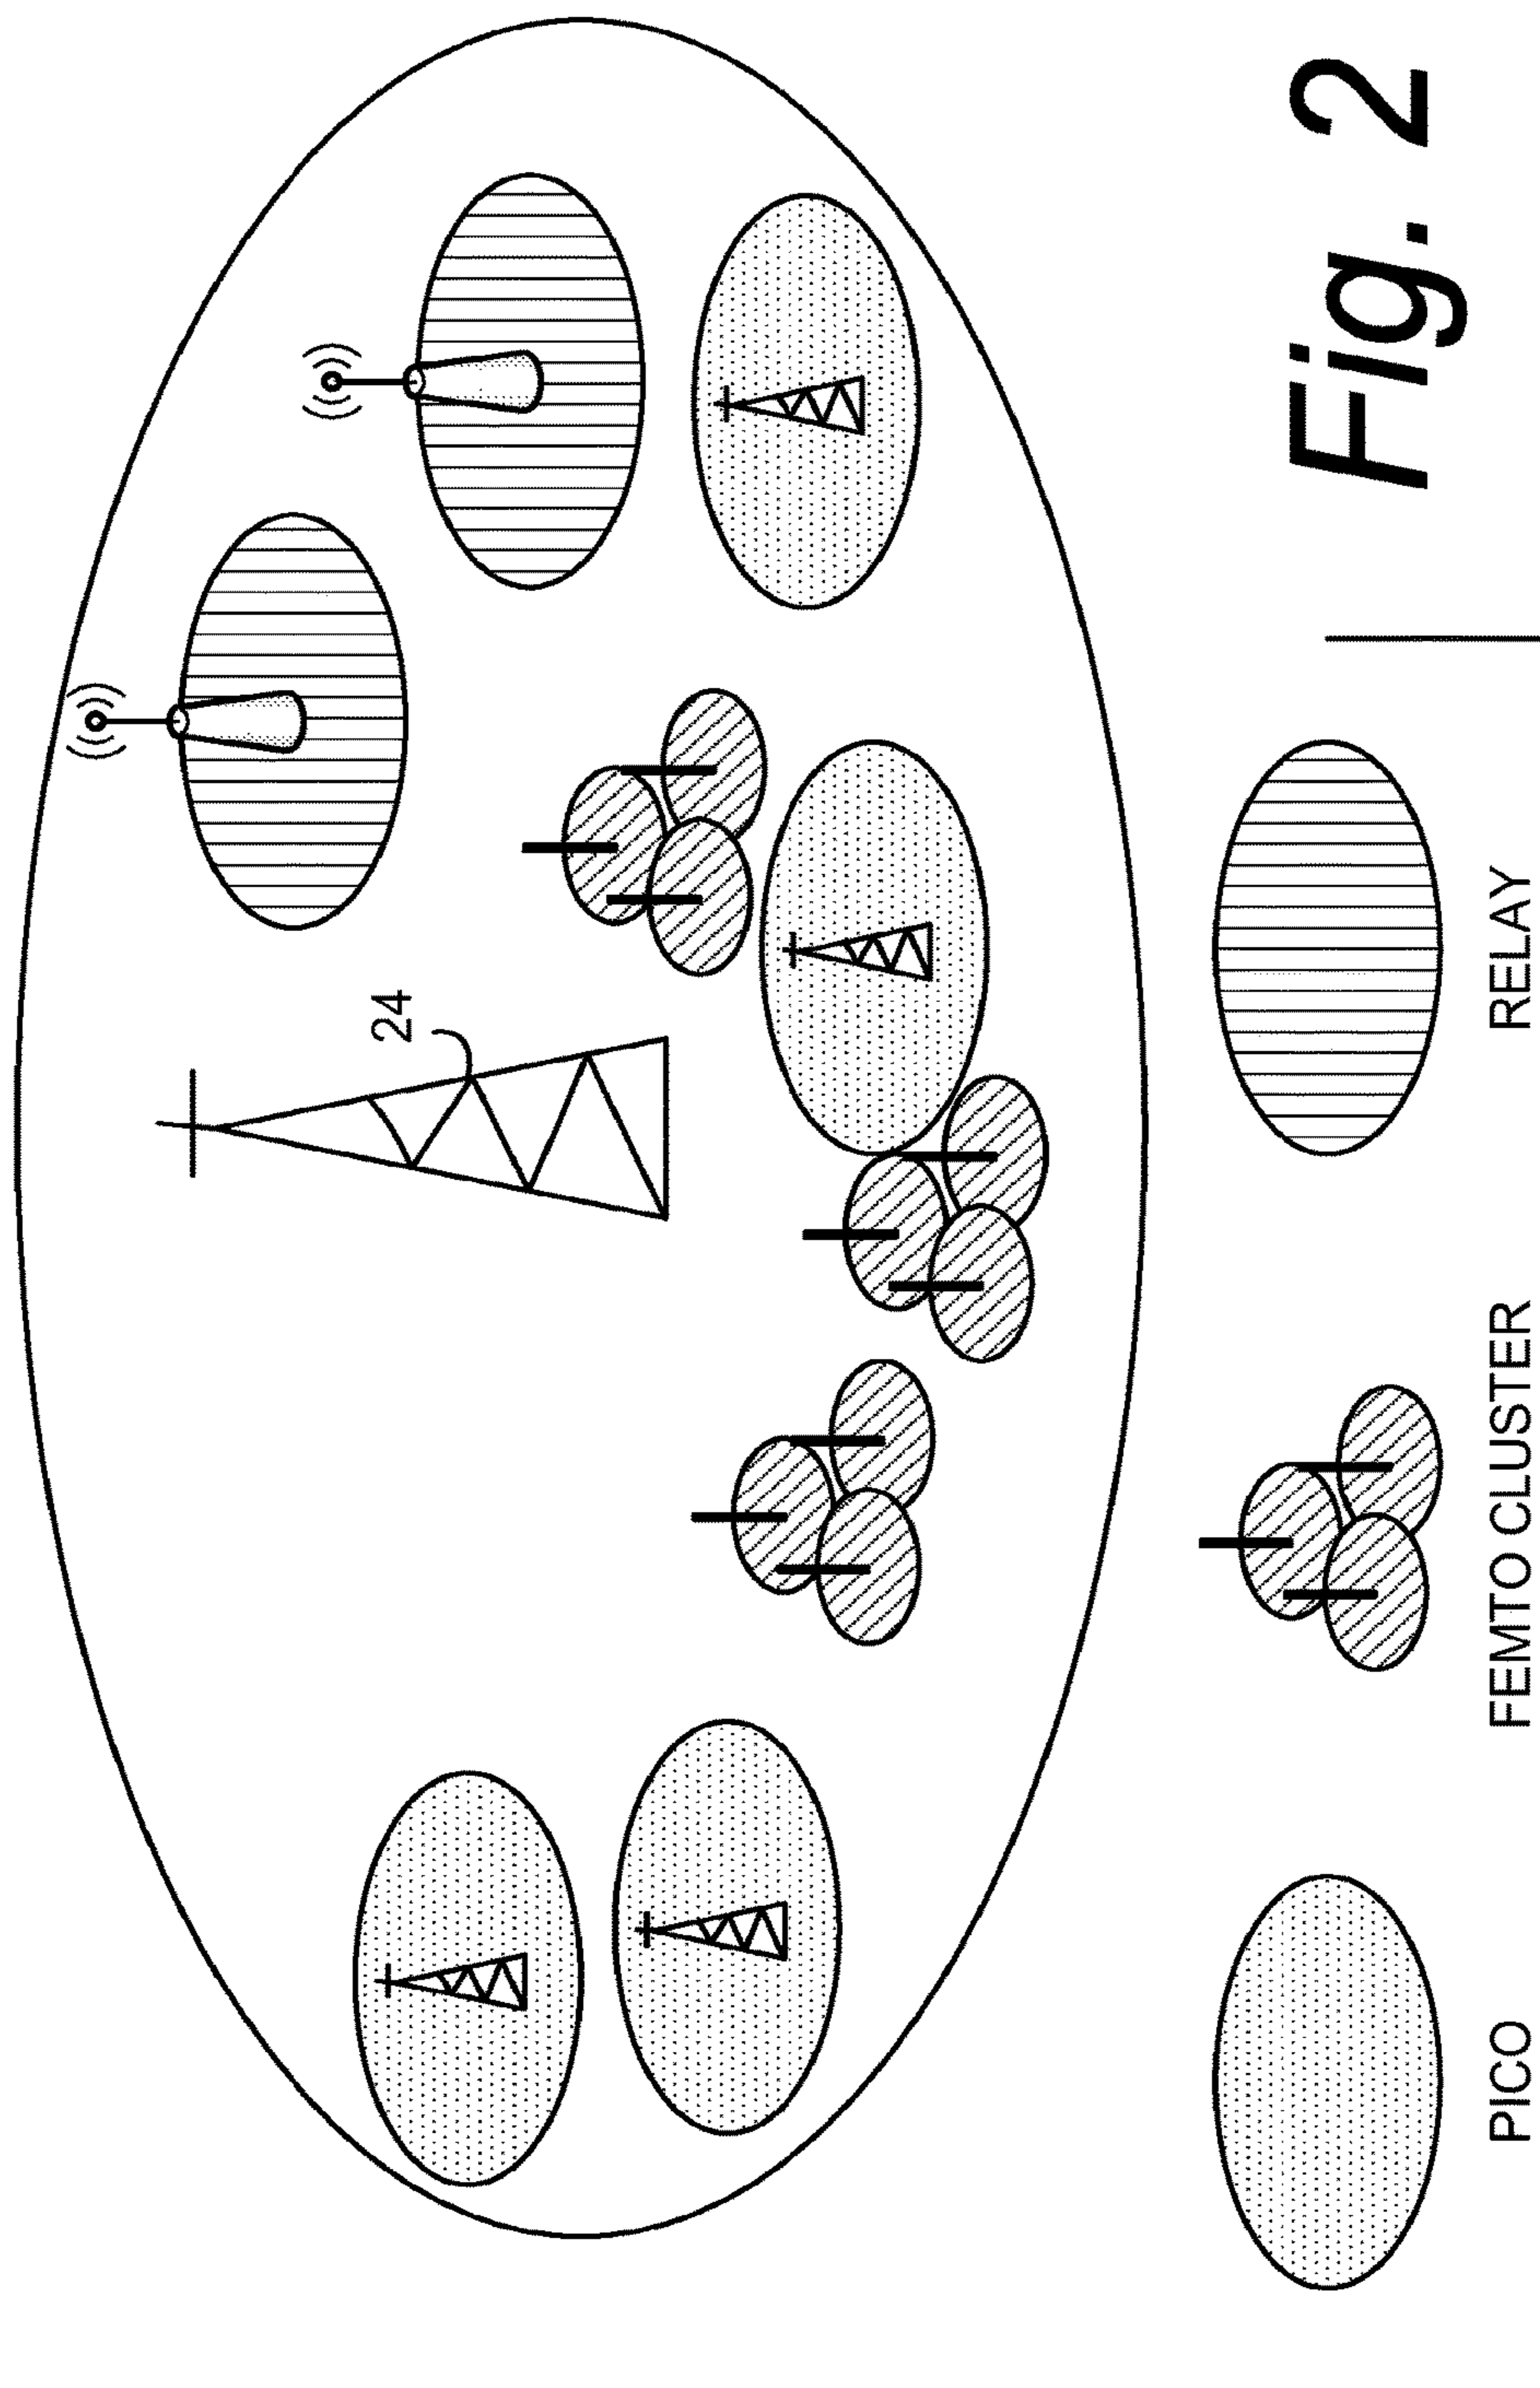 24
PICO
FEMTO CLUSTER
RELAY
Fig. 2